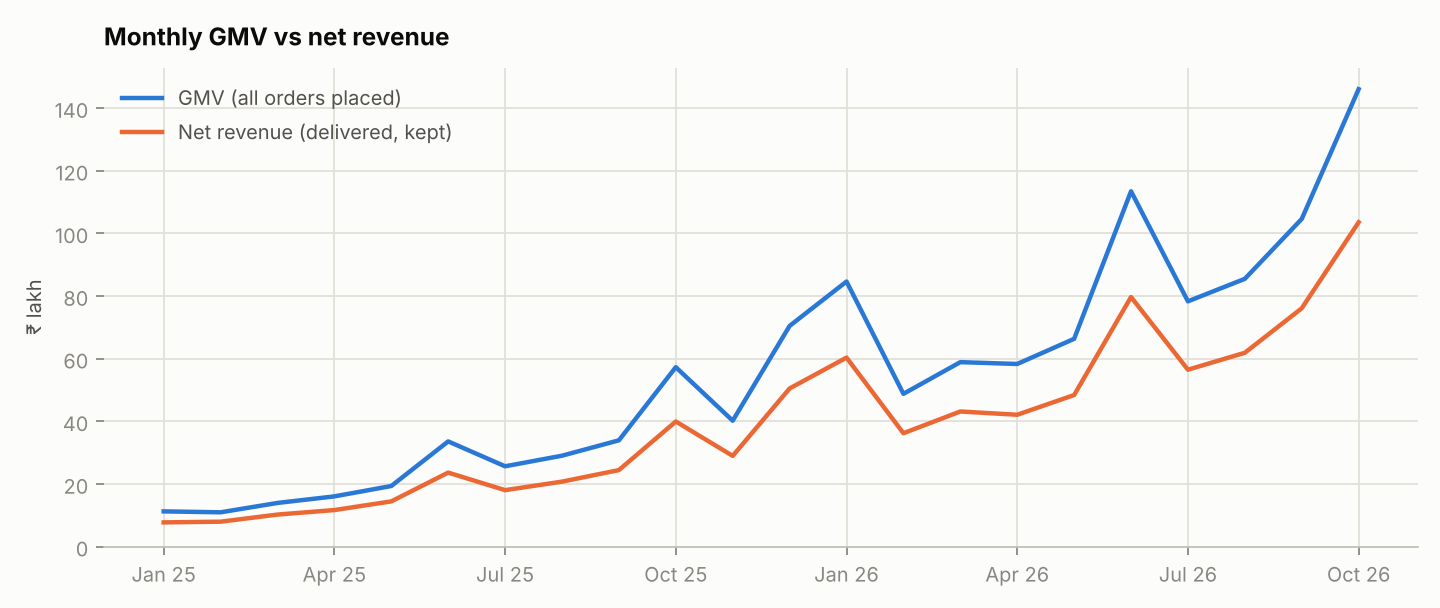 Monthly GMV vs net revenue
GMV (all orders placed)
Net revenue (delivered, kept)
₹ lakh
140
120
100
80
60
40
20
0
Jan 25 Apr 25 Jul 25 Oct 25 Jan 26 Apr 26 Jul 26 Oct 26